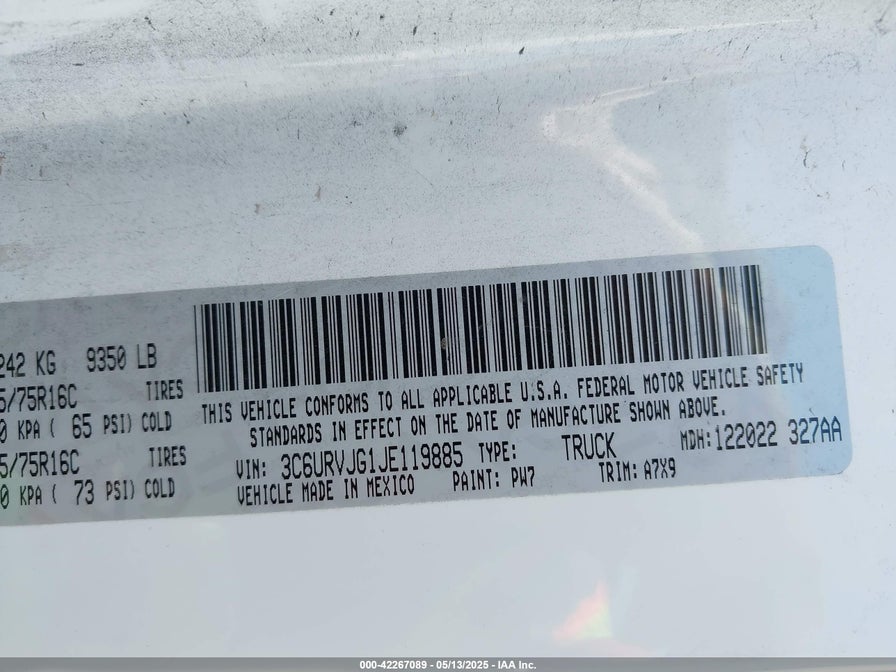 242 KG 9350 LB
5/75R16C TIRES
0 KPA ( 65 PSI) COLD
5/75R16C TIRES
0 KPA ( 73 PSI) COLD
THIS VEHICLE CONFORMS TO ALL APPLICABLE U.S.A. FEDERAL MOTOR VEHICLE SAFETY
STANDARDS IN EFFECT ON THE DATE OF MANUFACTURE SHOWN ABOVE.
VIN: 3C6URVJG1JE119885 TYPE: TRUCK MDH: 122022 327AA
VEHICLE MADE IN MEXICO PAINT: PW7 TRIM: A7X9
000-42267089 - 05/13/2025 - IAA Inc.